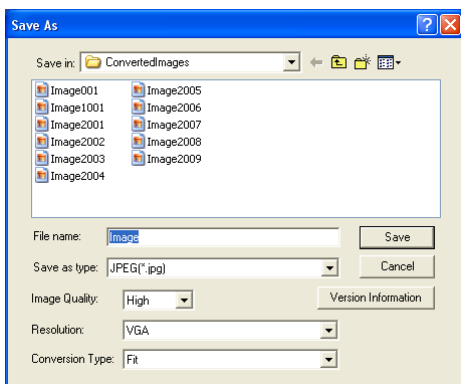 Save As
Save in: ConvertedImages
Image001 Image2005
Image1001 Image2006
Image2001 Image2007
Image2002 Image2008
Image2003 Image2009
Image2004
File name: Image Save
Save as type: JPEG(*.jpg) Cancel
Image Quality: High Version Information
Resolution: VGA
Conversion Type: Fit